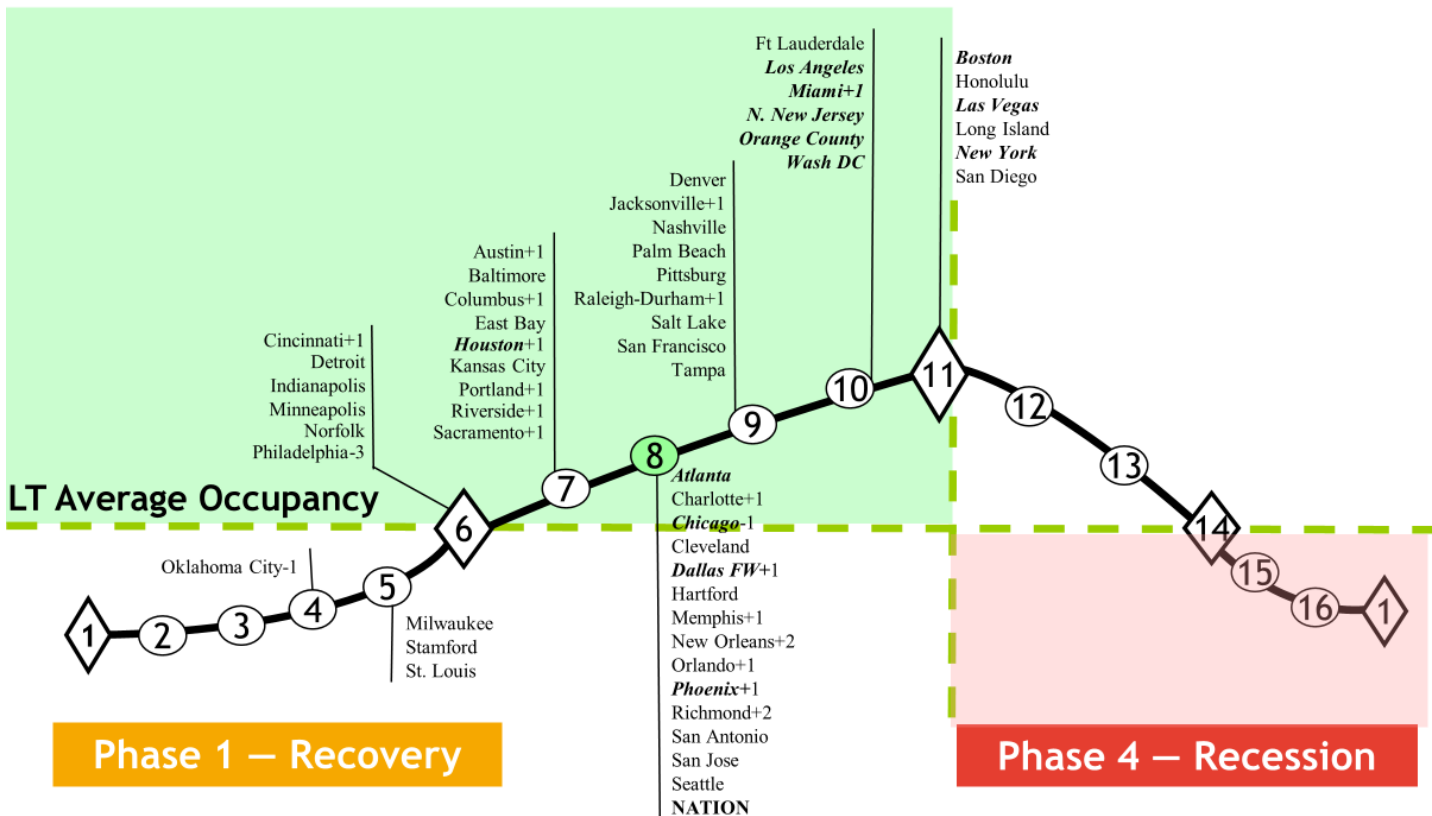 Ft Lauderdale
Los Angeles
Miami+1
N. New Jersey
Orange County
Wash DC
Boston
Honolulu
Las Vegas
Long Island
New York
San Diego
Denver
Jacksonville+1
Nashville
Palm Beach
Pittsburg
Raleigh-Durham+1
Salt Lake
San Francisco
Tampa
Austin+1
Baltimore
Columbus+1
East Bay
Houston+1
Kansas City
Portland+1
Riverside+1
Sacramento+1
Cincinnati+1
Detroit
Indianapolis
Minneapolis
Norfolk
Philadelphia-3
LT Average Occupancy
Oklahoma City-1
1
2
3
4
5
6
7
8
9
10
11
12
13
14
15
16
1
Milwaukee
Stamford
St. Louis
Atlanta
Charlotte+1
Chicago-1
Cleveland
Dallas FW+1
Hartford
Memphis+1
New Orleans+2
Orlando+1
Phoenix+1
Richmond+2
San Antonio
San Jose
Seattle
NATION
Phase 1 — Recovery
Phase 4 — Recession